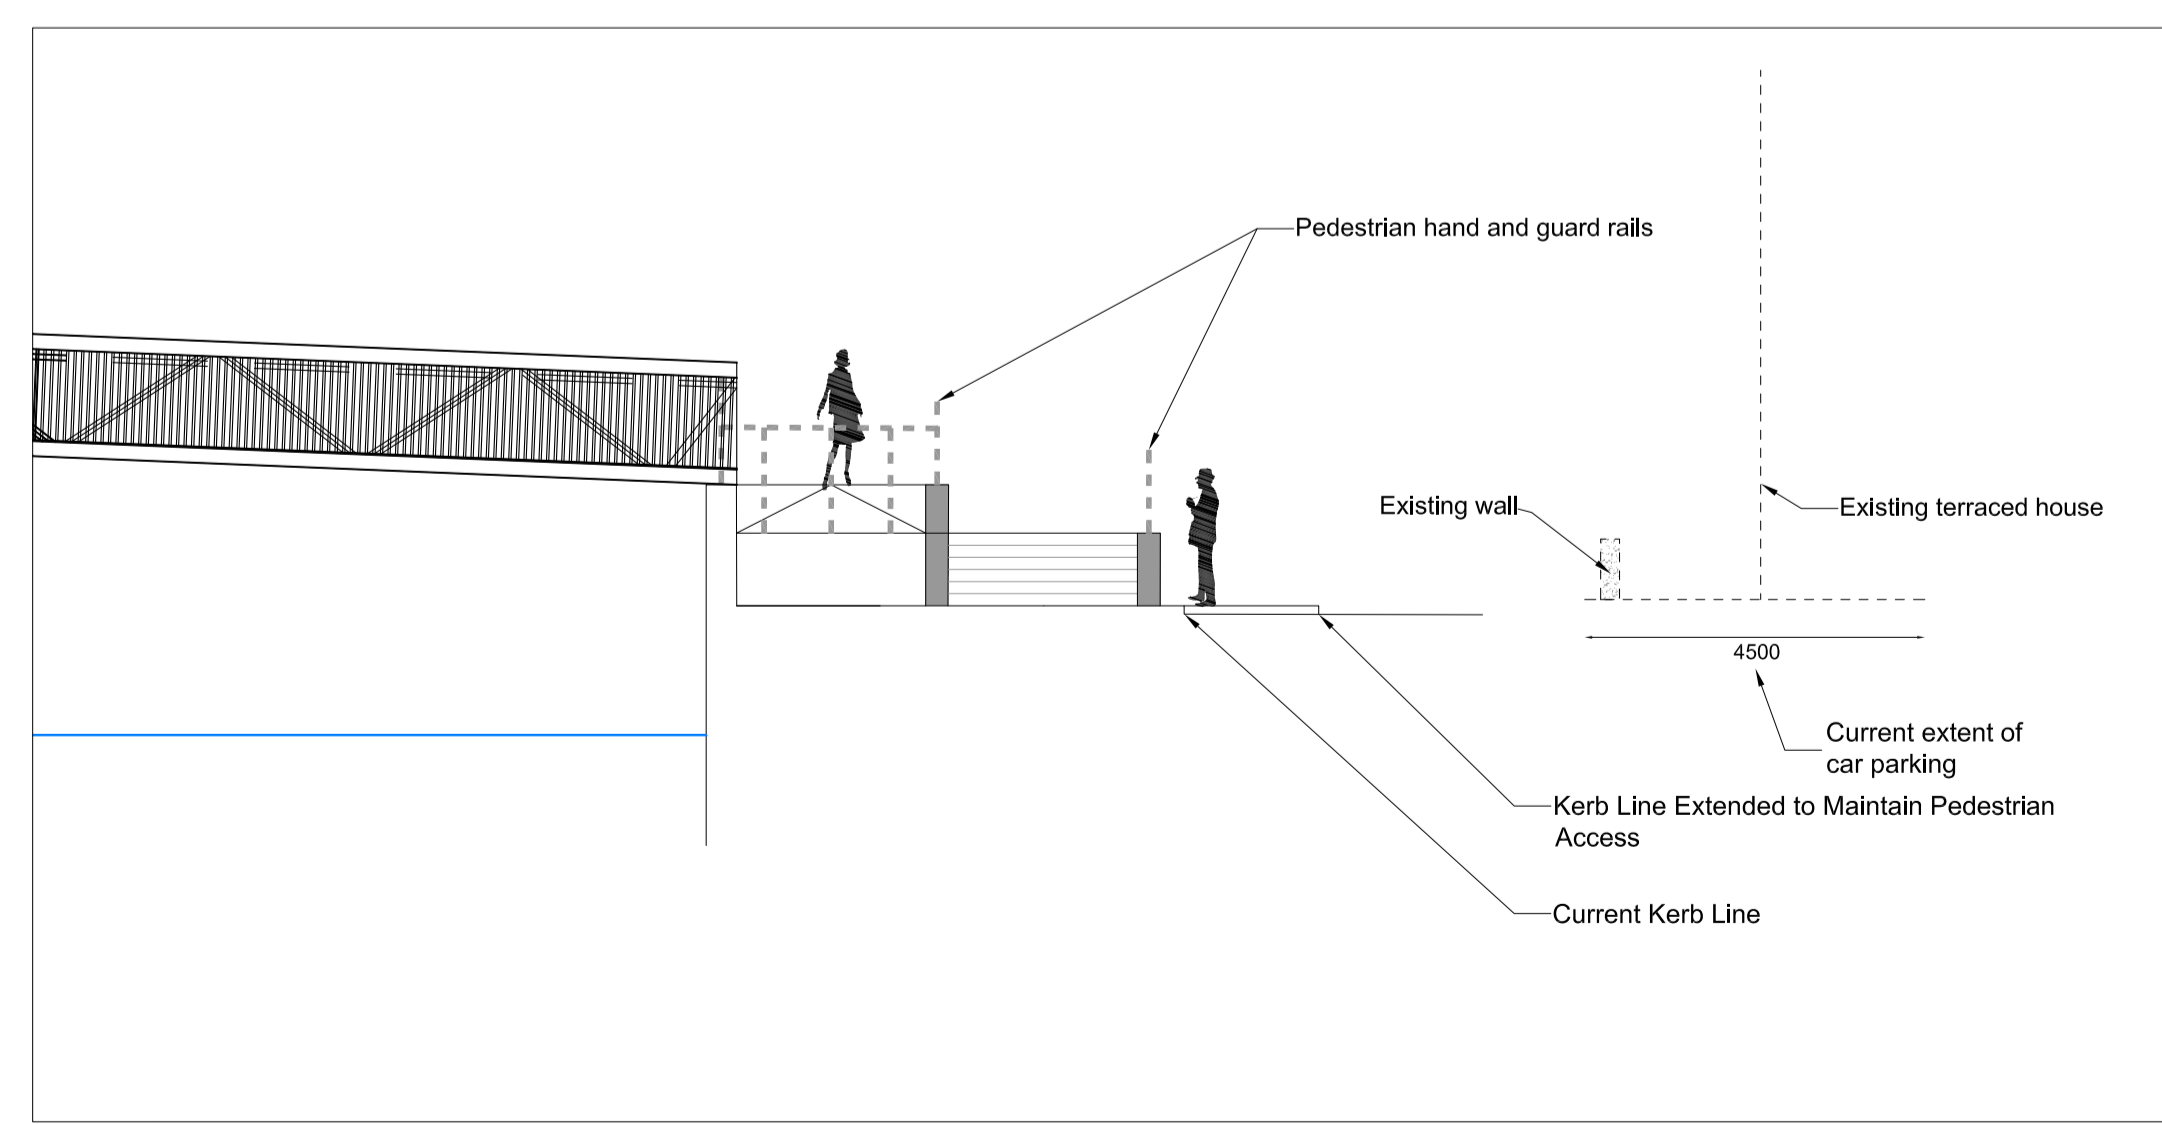 Pedestrian hand and guard rails
Existing wall
Existing terraced house
4500
Current extent of
car parking
Kerb Line Extended to Maintain Pedestrian
Access
Current Kerb Line